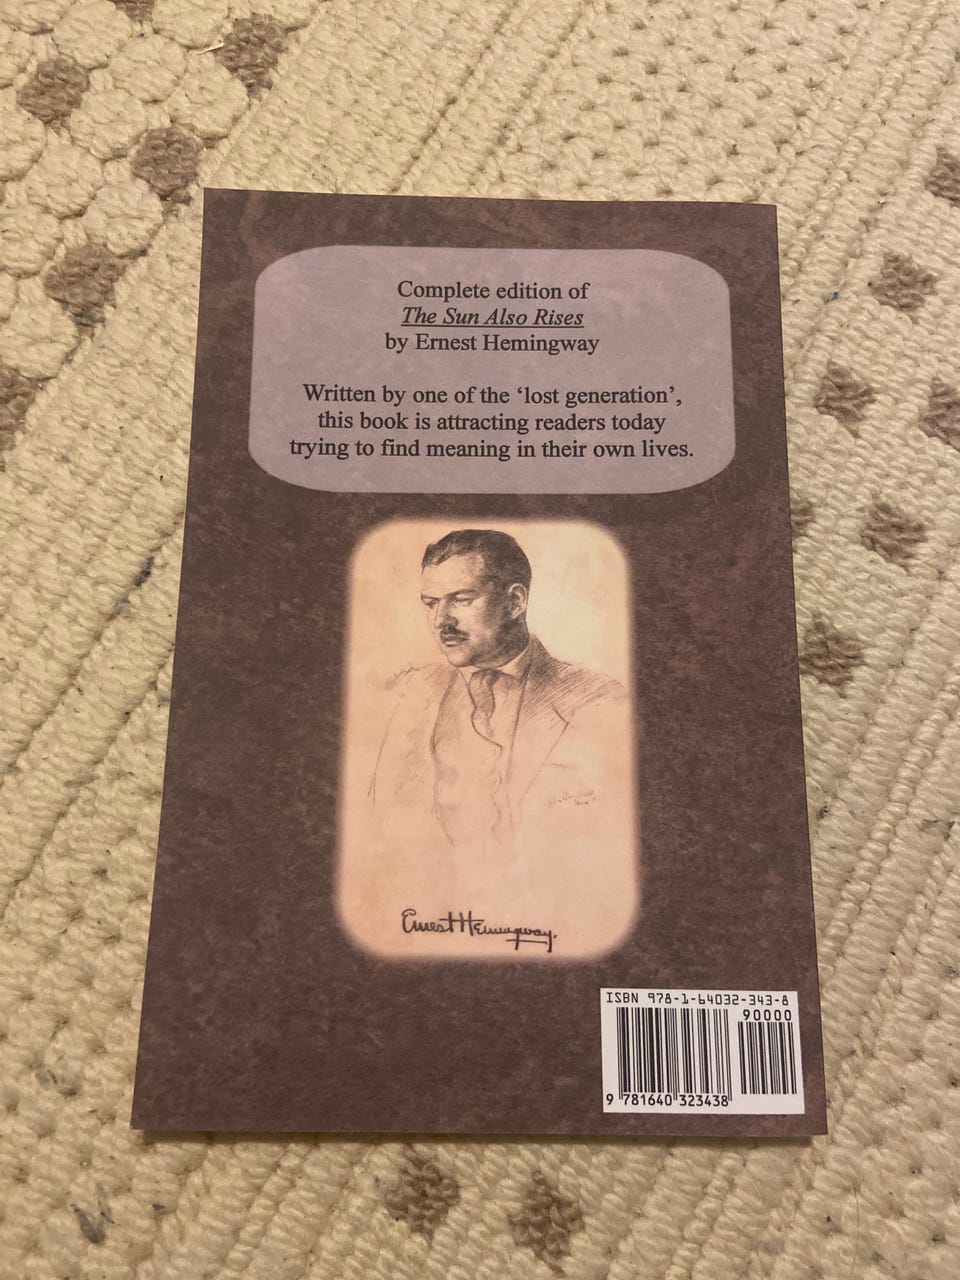 Complete edition of
The Sun Also Rises
by Ernest Hemingway
Written by one of the ‘lost generation’,
this book is attracting readers today
trying to find meaning in their own lives.
Ernest Hemingway.
ISBN 978-1-64032-343-8
90000
9 781640 323438